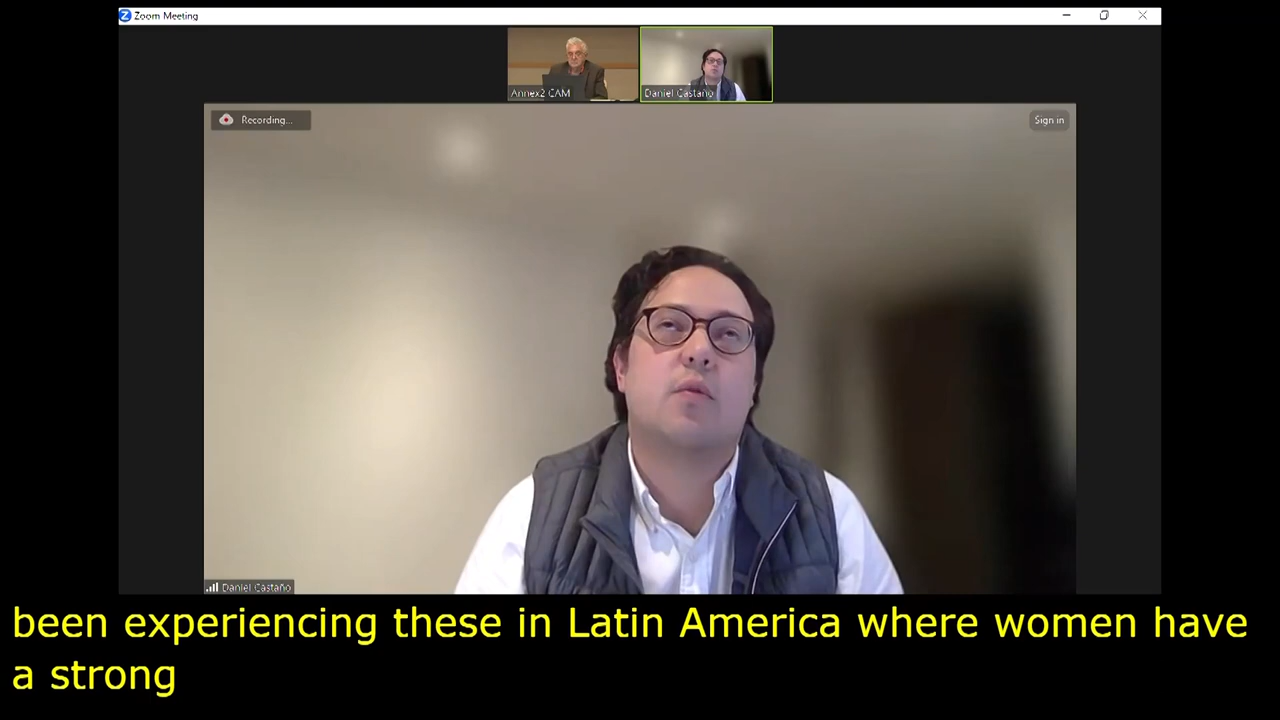 Zoom Meeting
Annex2 CAM
Daniel Castaño
Recording...
Sign in
Daniel Castaño
been experiencing these in Latin America where women have
a strong